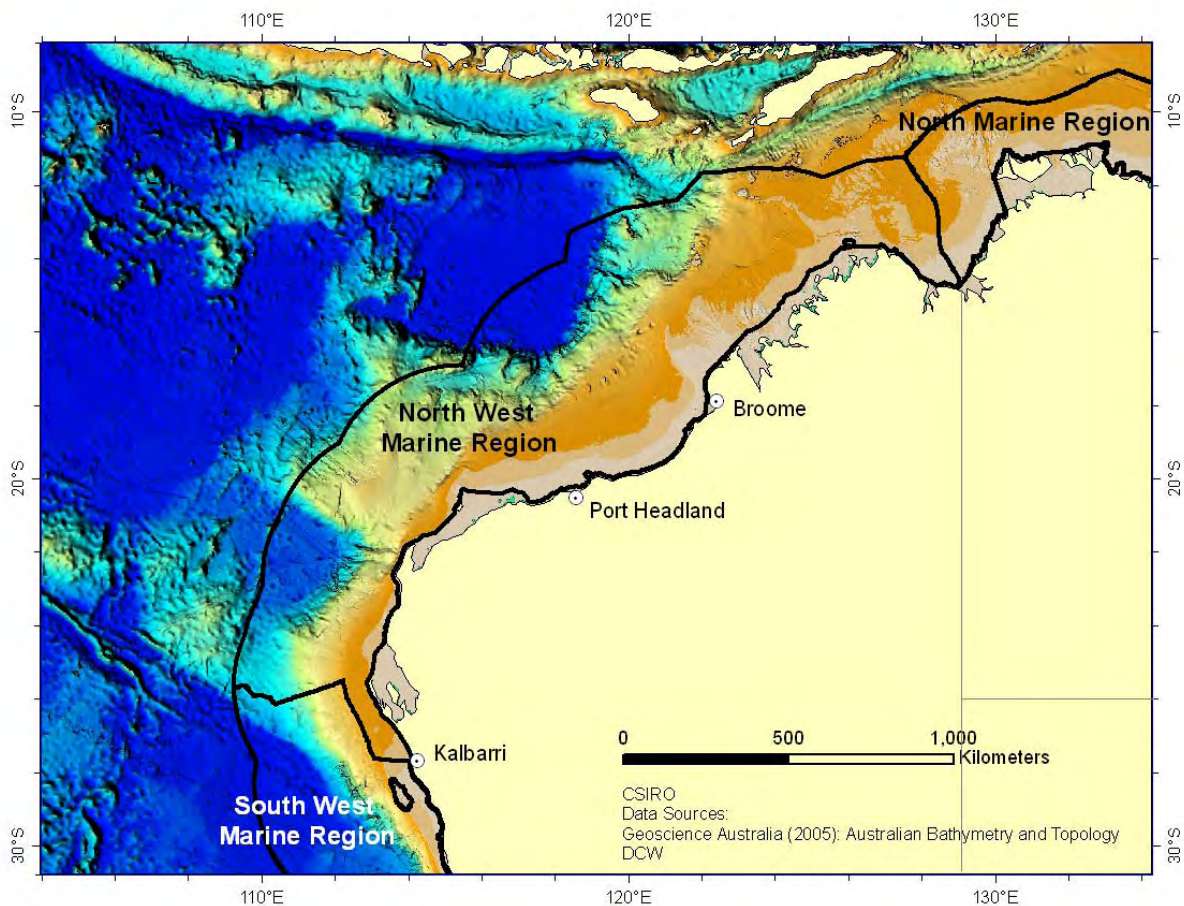 110°E
120°E
130°E
10°S
10°S
North Marine Region
North West
Marine Region
Broome
20°S
20°S
Port Headland
Kalbarri
0
500
1,000
Kilometers
South West
Marine Region
CSIRO
Data Sources:
Geoscience Australia (2005): Australian Bathymetry and Topology
DCW
30°S
30°S
110°E
120°E
130°E